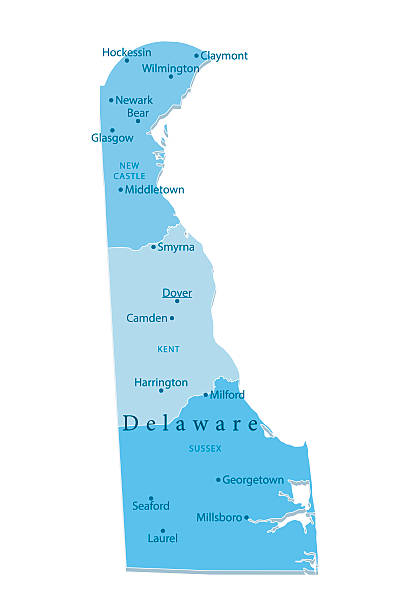 Hockessin
Claymont
Wilmington
Newark
Bear
Glasgow
NEW
CASTLE
Middletown
Smyrna
Dover
Camden
KENT
Harrington
Milford
Delaware
SUSSEX
Georgetown
Seaford
Millsboro
Laurel